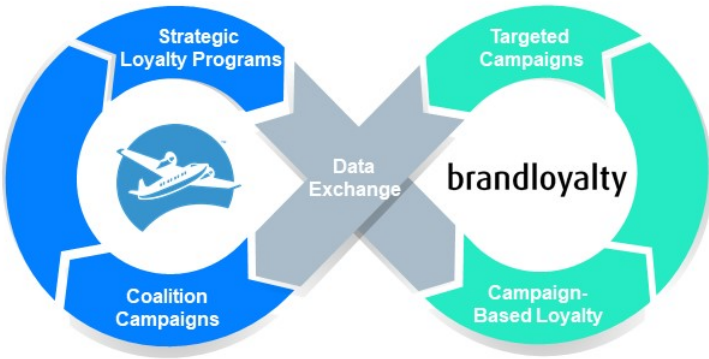 Strategic
Loyalty Programs
Targeted
Campaigns
Data
Exchange
brandloyalty
Coalition
Campaigns
Campaign-
Based Loyalty